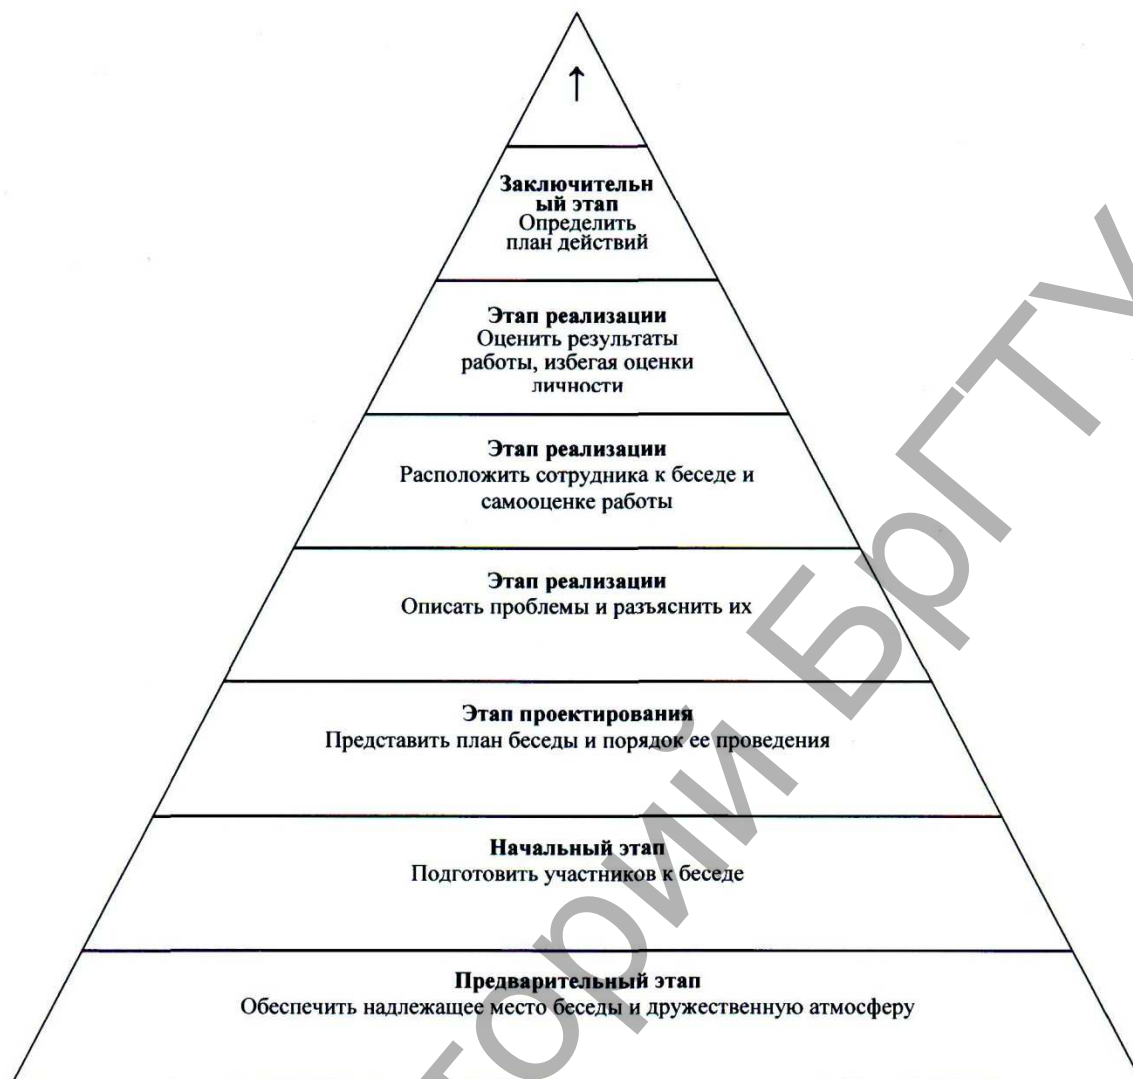 ↑
Заключительн
ый этап
Определить
план действий
Этап реализации
Оценить результаты
работы, избегая оценки
личности
Этап реализации
Расположить сотрудника к беседе и
самооценке работы
Этап реализации
Описать проблемы и разъяснить их
Этап проектирования
Представить план беседы и порядок ее проведения
Начальный этап
Подготовить участников к беседе
Предварительный этап
Обеспечить надлежащее место беседы и дружественную атмосферу
торий БрГТУ